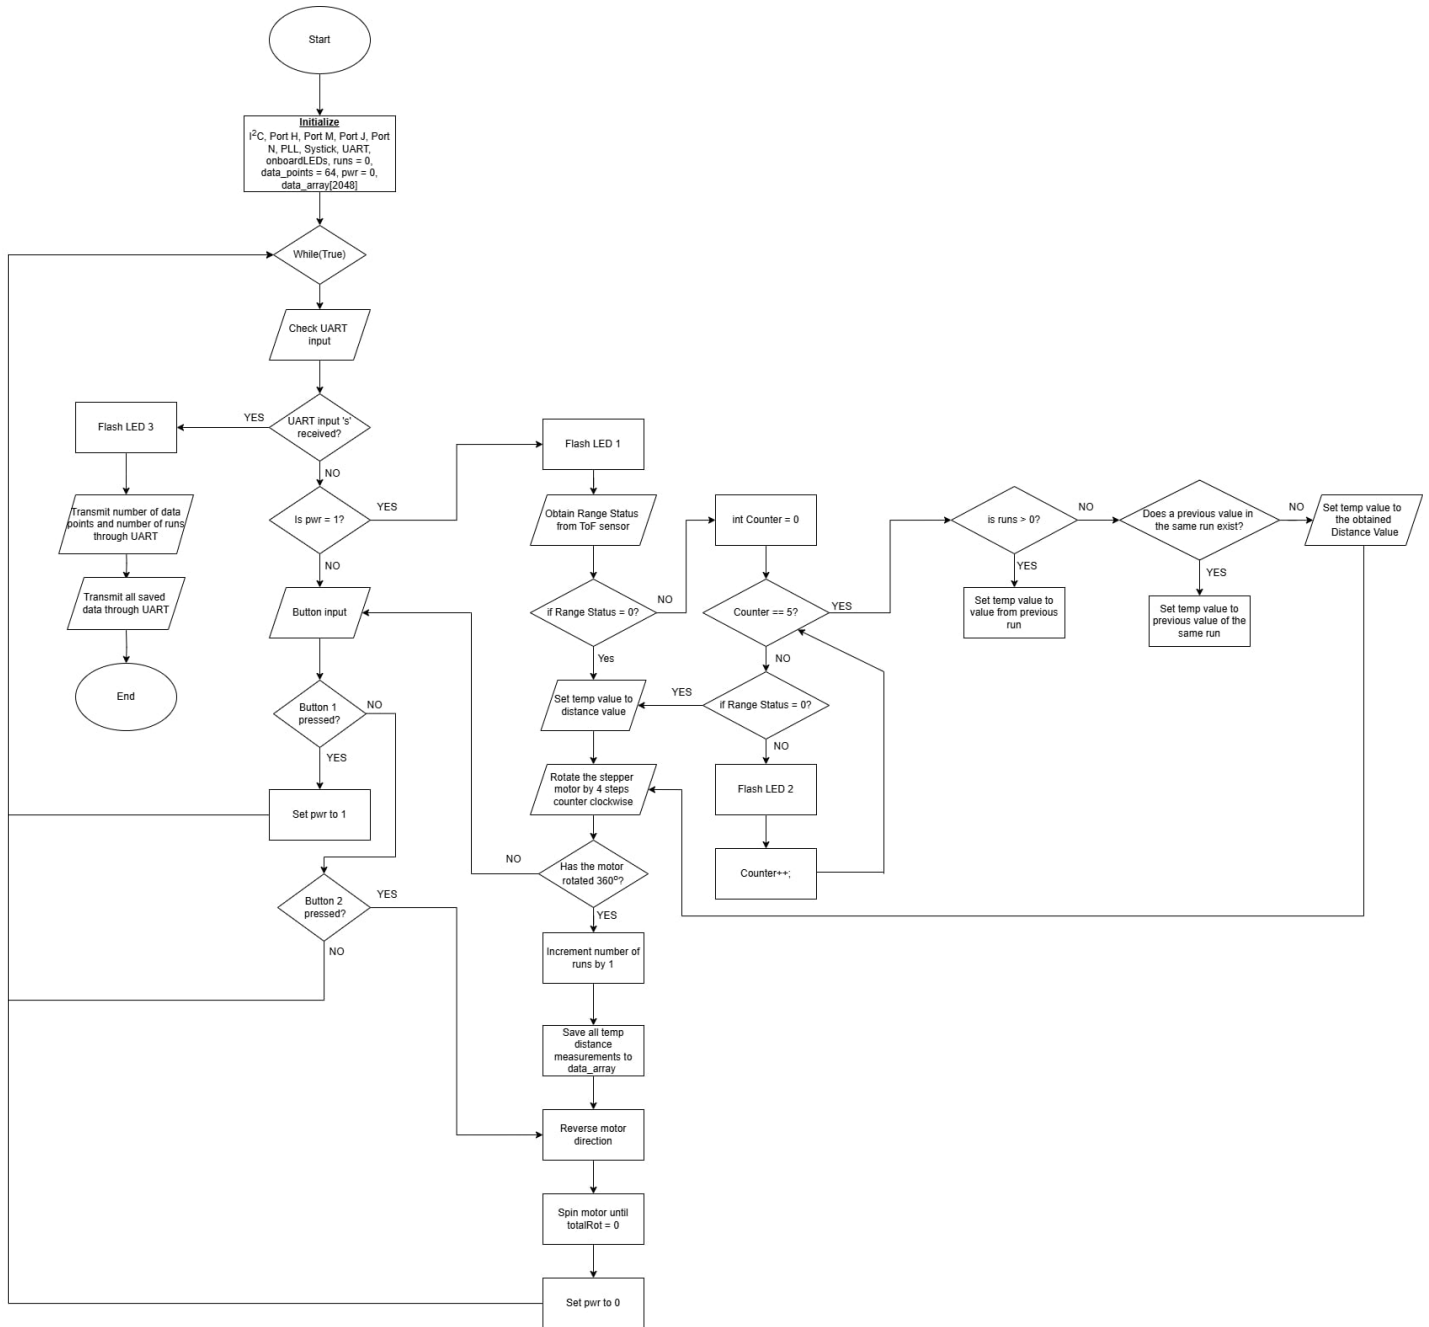 Start
Initialize
I²C, Port H, Port M, Port J, Port
N, PLL, Systick, UART,
onboardLEDs, runs = 0,
data_points = 64, pwr = 0,
data_array[2048]
While(True)
Check UART
input
UART input 's'
received?
YES
NO
Flash LED 3
Transmit number of data
points and number of runs
through UART
Transmit all saved
data through UART
End
Is pwr = 1?
YES
NO
Button input
Button 1
pressed?
NO
YES
Set pwr to 1
Button 2
pressed?
YES
NO
Flash LED 1
Obtain Range Status
from ToF sensor
if Range Status = 0?
NO
Yes
Set temp value to
distance value
Rotate the stepper
motor by 4 steps
counter clockwise
Has the motor
rotated 360º?
NO
YES
Increment number of
runs by 1
Save all temp
distance
measurements to
data_array
Reverse motor
direction
Spin motor until
totalRot = 0
Set pwr to 0
int Counter = 0
Counter == 5?
YES
NO
if Range Status = 0?
YES
NO
Flash LED 2
Counter++;
is runs > 0?
NO
YES
Set temp value to
value from previous
run
Does a previous value in
the same run exist?
NO
YES
Set temp value to
previous value of the
same run
Set temp value to
the obtained
Distance Value